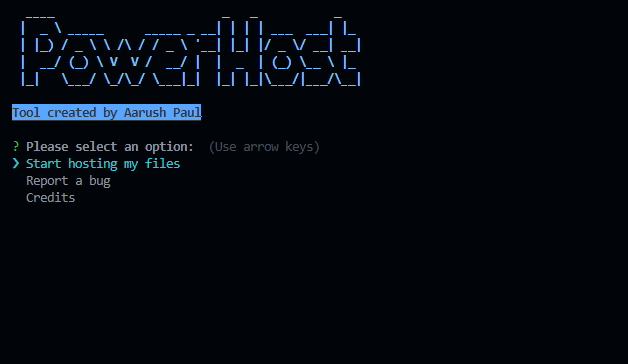 PowerHost
Tool created by Aarush Paul
? Please select an option: (Use arrow keys)
❯ Start hosting my files
Report a bug
Credits